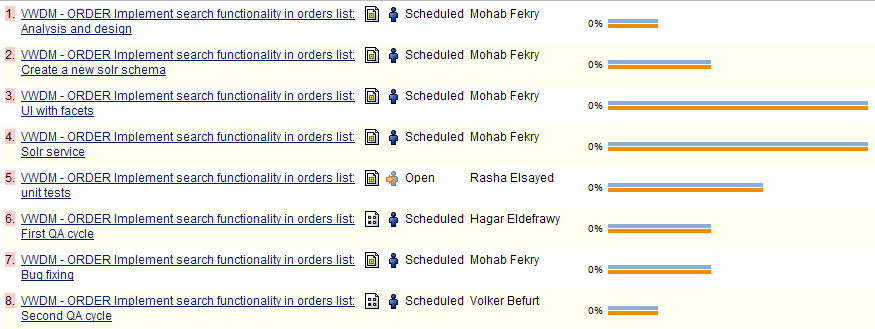 1. VWDM - ORDER Implement search functionality in orders list: Scheduled Mohab Fekry
Analysis and design 0%
2. VWDM - ORDER Implement search functionality in orders list: Scheduled Mohab Fekry
Create a new solr schema 0%
3. VWDM - ORDER Implement search functionality in orders list: Scheduled Mohab Fekry
UI with facets 0%
4. VWDM - ORDER Implement search functionality in orders list: Scheduled Mohab Fekry
Solr service 0%
5. VWDM - ORDER Implement search functionality in orders list: Open Rasha Elsayed
unit tests 0%
6. VWDM - ORDER Implement search functionality in orders list: Scheduled Hagar Eldefrawy
First QA cycle 0%
7. VWDM - ORDER Implement search functionality in orders list: Scheduled Mohab Fekry
Bug fixing 0%
8. VWDM - ORDER Implement search functionality in orders list: Scheduled Volker Befurt
Second QA cycle 0%